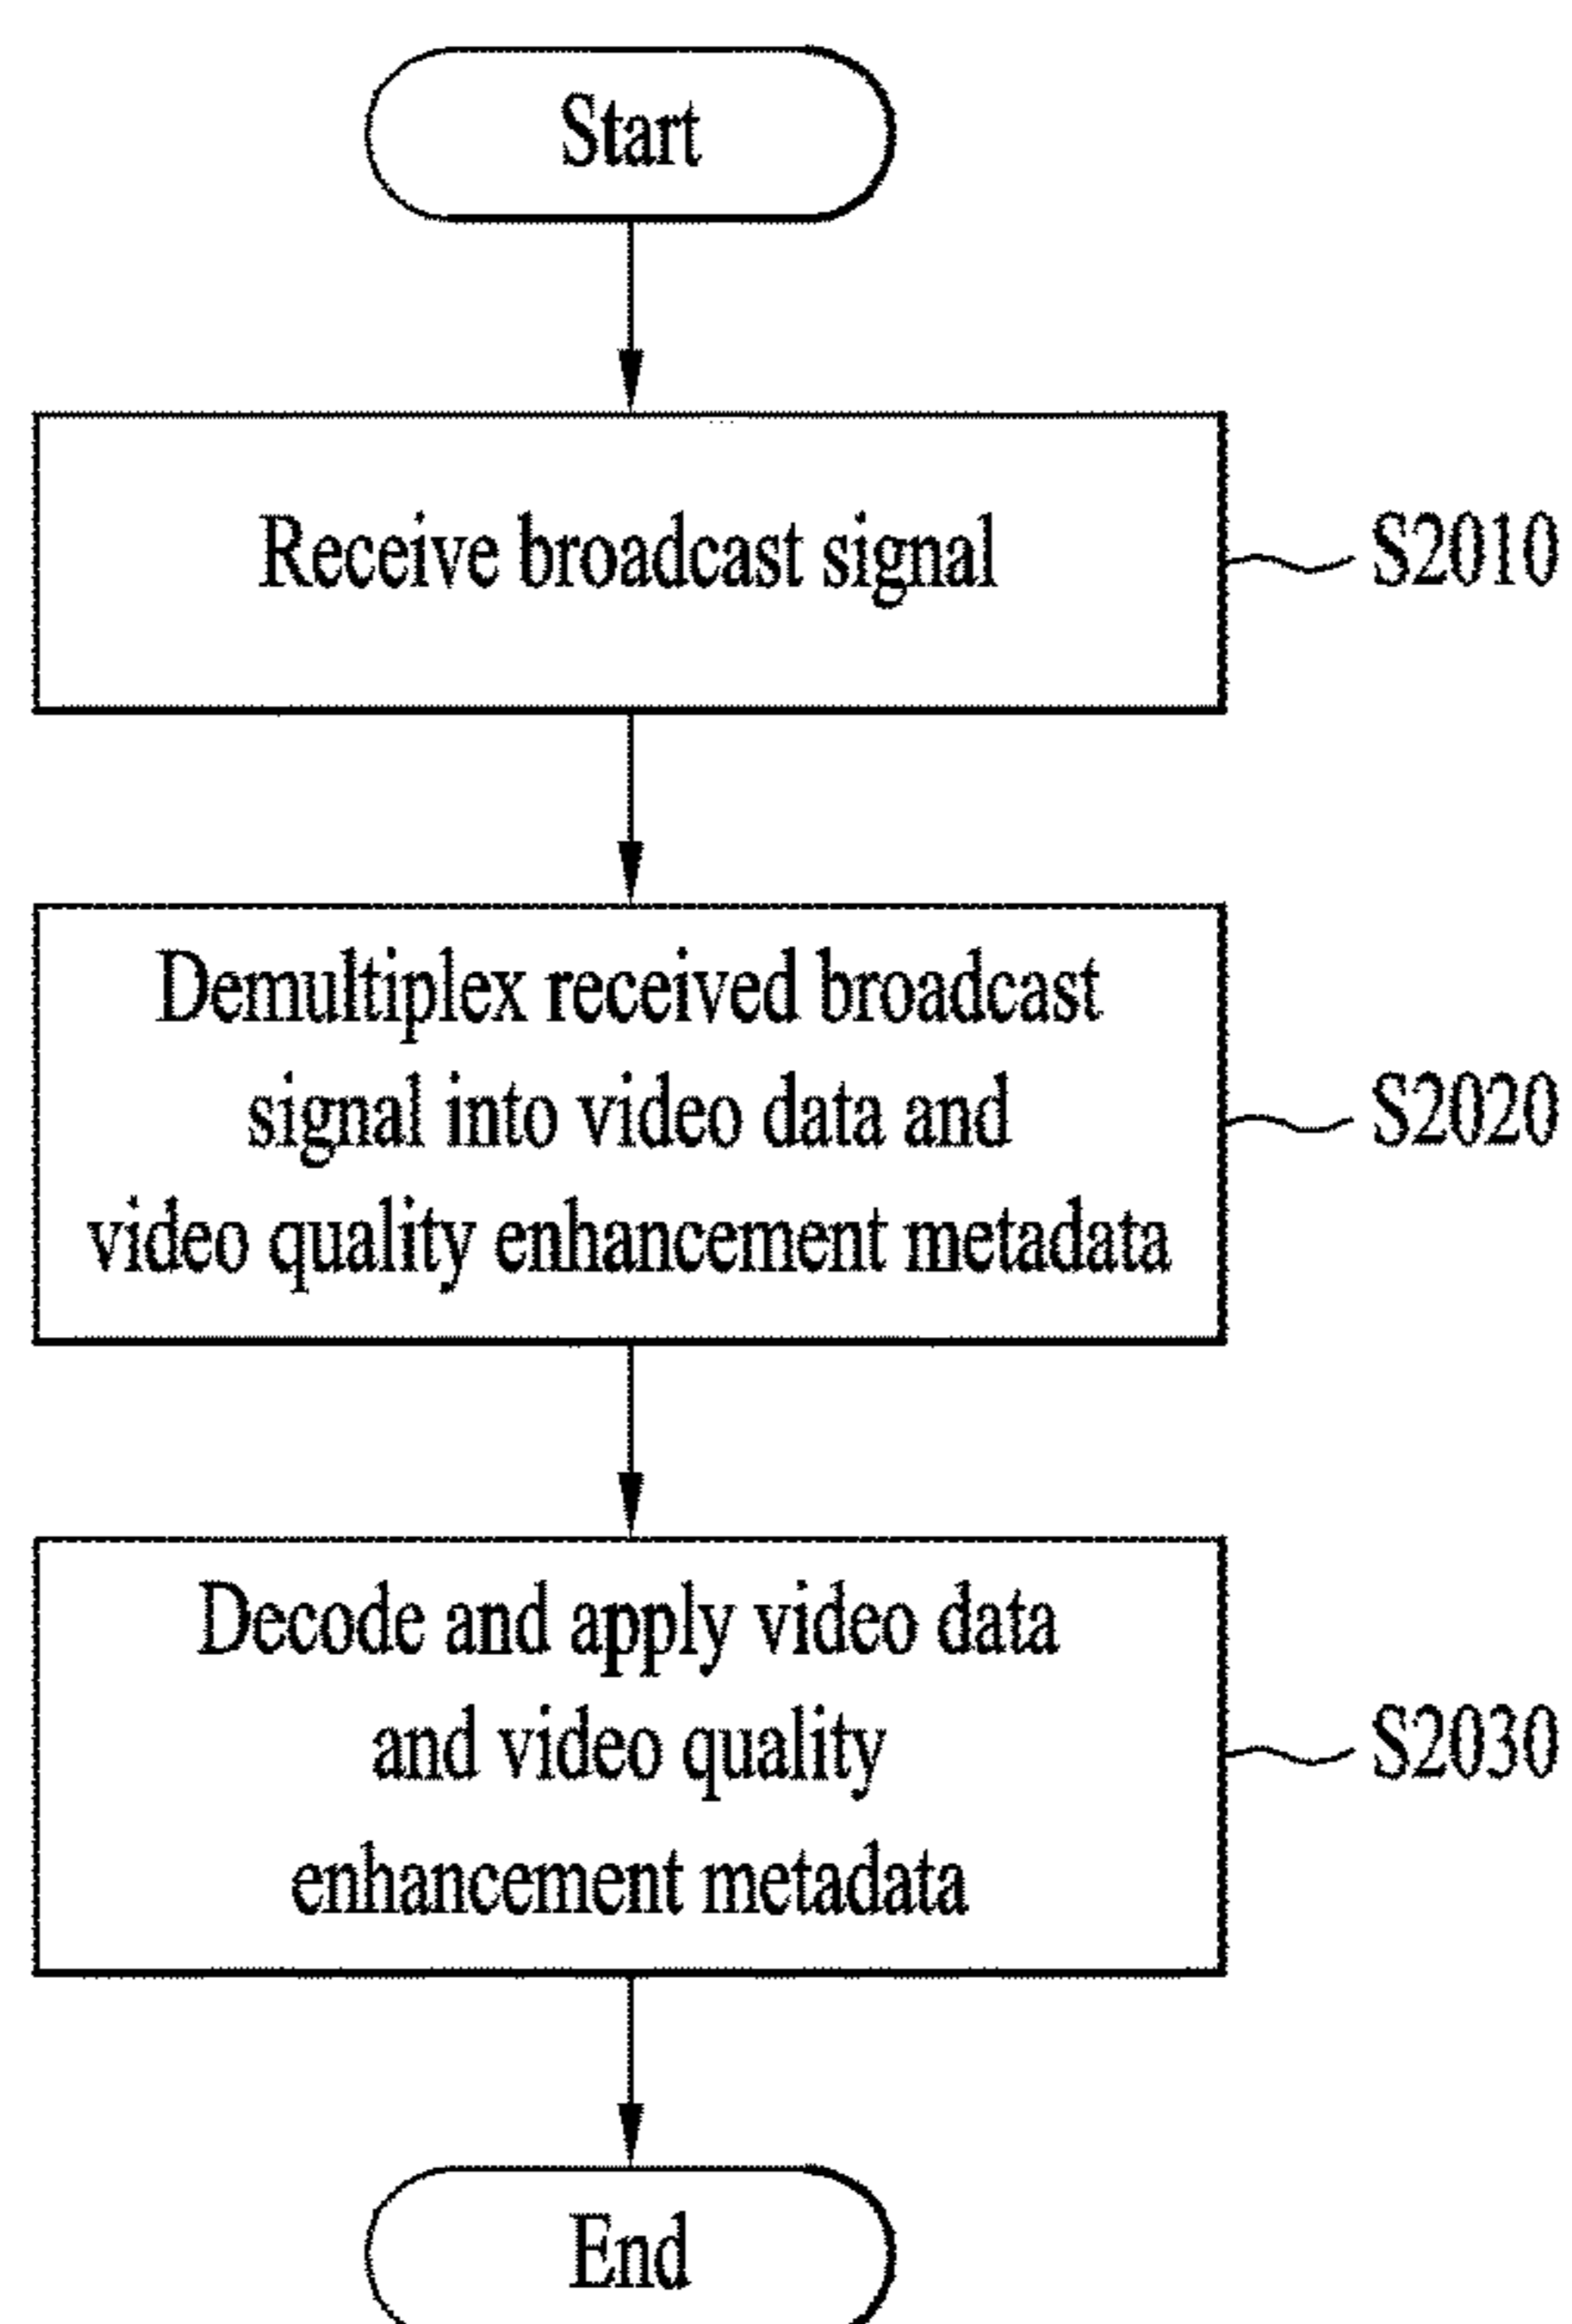 Start
Receive broadcast signal
S2010
Demultiplex received broadcast
signal into video data and
video quality enhancement metadata
S2020
Decode and apply video data
and video quality
enhancement metadata
S2030
End